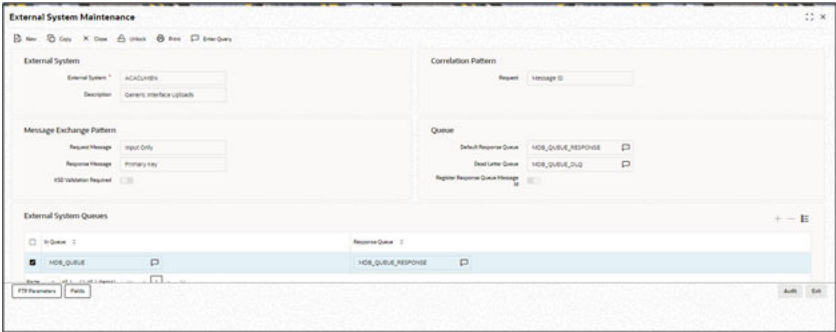 External System Maintenance
New Copy Close Unlock Print Enter Query
External System
External System *
Description Generic Interface Uploads
Correlation Pattern
Request Message ID
Message Exchange Pattern
Request Message Input Only
Response Message Primary Key
XSD Validation Required
Queue
Default Response Queue MDB_QUEUE_RESPONSE
Dead Letter Queue MDB_QUEUE_DLQ
Register Response Queue Message
Id
External System Queues
In Queue Response Queue
MDB_QUEUE MDB_QUEUE_RESPONSE
Page 1
FTP Parameters Fields Audit Exit